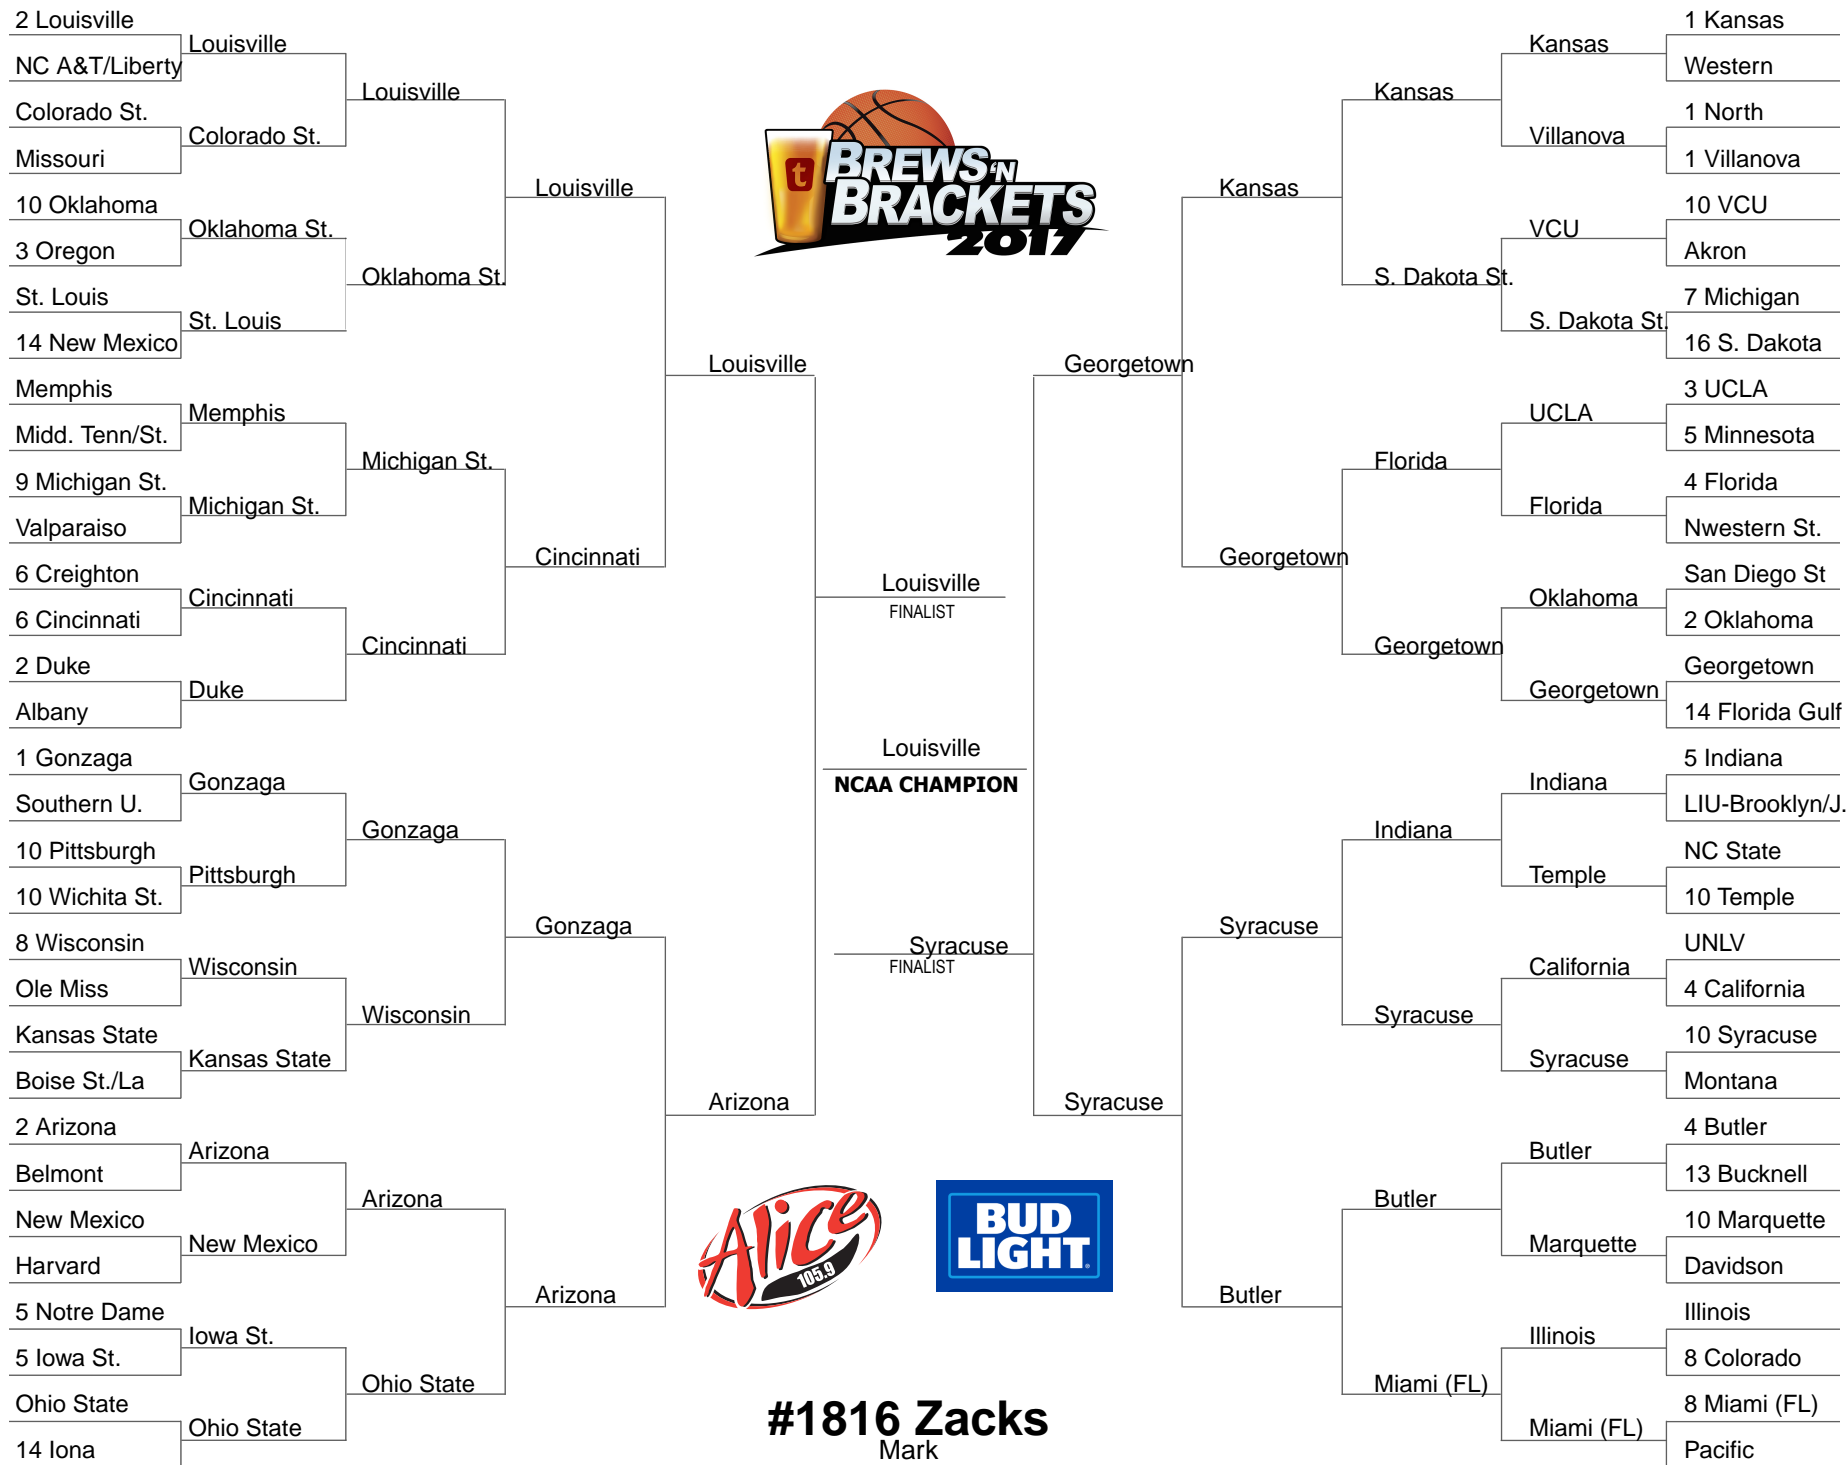 2 Louisville
NC A&T/Liberty
Colorado St.
Missouri
10 Oklahoma
3 Oregon
St. Louis
14 New Mexico
Memphis
Midd. Tenn/St.
9 Michigan St.
Valparaiso
6 Creighton
6 Cincinnati
2 Duke
Albany
1 Gonzaga
Southern U.
10 Pittsburgh
10 Wichita St.
8 Wisconsin
Ole Miss
Kansas State
Boise St./La
2 Arizona
Belmont
New Mexico
Harvard
5 Notre Dame
5 Iowa St.
Ohio State
14 Iona
Louisville
Colorado St.
Oklahoma St.
St. Louis
Memphis
Michigan St.
Cincinnati
Duke
Gonzaga
Pittsburgh
Wisconsin
Kansas State
Arizona
New Mexico
Iowa St.
Ohio State
Louisville
Oklahoma St.
Michigan St.
Cincinnati
Gonzaga
Wisconsin
Arizona
Ohio State
Louisville
Cincinnati
Gonzaga
Arizona
Louisville
Arizona
t
BREWS 'N
BRACKETS
2017
Louisville
FINALIST
Louisville
NCAA CHAMPION
Syracuse
FINALIST
Alice
105.9
BUD
LIGHT
#1816 Zacks
Mark
Georgetown
Syracuse
Kansas
Georgetown
Syracuse
Butler
Kansas
S. Dakota St.
Florida
Georgetown
Indiana
Syracuse
Butler
Miami (FL)
Kansas
Villanova
VCU
S. Dakota St.
UCLA
Florida
Oklahoma
Georgetown
Indiana
Temple
California
Syracuse
Butler
Marquette
Illinois
Miami (FL)
1 Kansas
Western
1 North
1 Villanova
10 VCU
Akron
7 Michigan
16 S. Dakota
3 UCLA
5 Minnesota
4 Florida
Nwestern St.
San Diego St
2 Oklahoma
Georgetown
14 Florida Gulf
5 Indiana
LIU-Brooklyn/J.
NC State
10 Temple
UNLV
4 California
10 Syracuse
Montana
4 Butler
13 Bucknell
10 Marquette
Davidson
Illinois
8 Colorado
8 Miami (FL)
Pacific